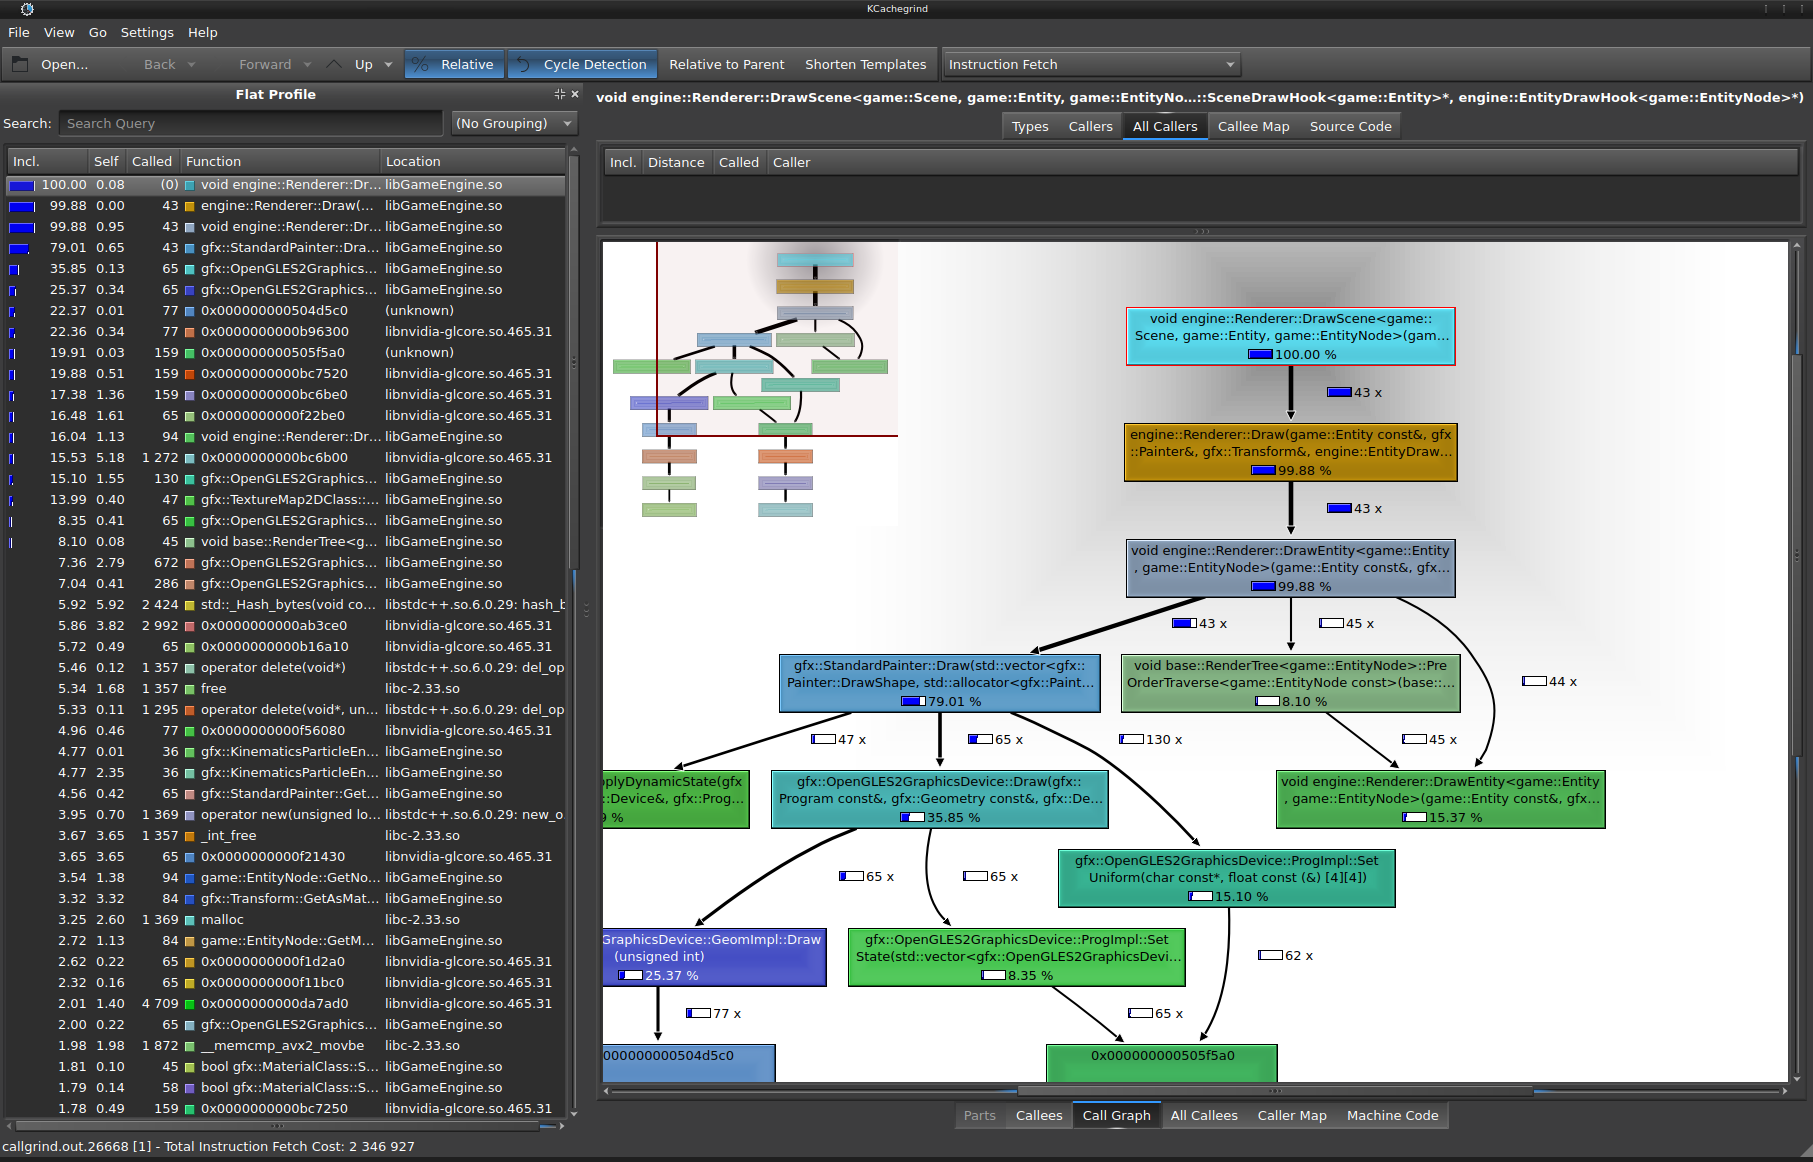 KCachegrind
File View Go Settings Help
Open... Back Forward Up Relative Cycle Detection Relative to Parent Shorten Templates Instruction Fetch
Flat Profile
Search: Search Query (No Grouping)
Incl. Self Called Function Location
100.00 0.08 (0) void engine::Renderer::Dr... libGameEngine.so
99.88 0.00 43 engine::Renderer::Draw(... libGameEngine.so
99.88 0.95 43 void engine::Renderer::Dr... libGameEngine.so
79.01 0.65 43 gfx::StandardPainter::Dra... libGameEngine.so
35.85 0.13 65 gfx::OpenGLES2Graphics... libGameEngine.so
25.37 0.34 65 gfx::OpenGLES2Graphics... libGameEngine.so
22.37 0.01 77 0x0000000000504d5c0 (unknown)
22.36 0.34 77 0x0000000000b96300 libnvidia-glcore.so.465.31
19.91 0.03 159 0x0000000000505f5a0 (unknown)
19.88 0.51 159 0x0000000000bc7520 libnvidia-glcore.so.465.31
17.38 1.36 159 0x0000000000bc6be0 libnvidia-glcore.so.465.31
16.48 1.61 65 0x0000000000f22be0 libnvidia-glcore.so.465.31
16.04 1.13 94 void engine::Renderer::Dr... libGameEngine.so
15.53 5.18 1 272 0x0000000000bc6b00 libnvidia-glcore.so.465.31
15.10 1.55 130 gfx::OpenGLES2Graphics... libGameEngine.so
13.99 0.40 47 gfx::TextureMap2DClass::... libGameEngine.so
8.35 0.41 65 gfx::OpenGLES2Graphics... libGameEngine.so
8.10 0.08 45 void base::RenderTree<g... libGameEngine.so
7.36 2.79 672 gfx::OpenGLES2Graphics... libGameEngine.so
7.04 0.41 286 gfx::OpenGLES2Graphics... libGameEngine.so
5.92 5.92 2 424 std::_Hash_bytes(void co... libstdc++.so.6.0.29: hash_b
5.86 3.82 2 992 0x0000000000ab3ce0 libnvidia-glcore.so.465.31
5.72 0.49 65 0x0000000000b16a10 libnvidia-glcore.so.465.31
5.46 0.12 1 357 operator delete(void*) libstdc++.so.6.0.29: del_op
5.34 1.68 1 357 free libc-2.33.so
5.33 0.11 1 295 operator delete(void*, un... libstdc++.so.6.0.29: del_op
4.96 0.46 77 0x0000000000f56080 libnvidia-glcore.so.465.31
4.77 0.01 36 gfx::KinematicsParticleEn... libGameEngine.so
4.77 2.35 36 gfx::KinematicsParticleEn... libGameEngine.so
4.56 0.42 65 gfx::StandardPainter::Get... libGameEngine.so
3.95 0.70 1 369 operator new(unsigned lo... libstdc++.so.6.0.29: new_o
3.67 3.65 1 357 _int_free libc-2.33.so
3.65 3.65 65 0x0000000000f21430 libnvidia-glcore.so.465.31
3.54 1.38 94 game::EntityNode::GetNo... libGameEngine.so
3.32 3.32 84 gfx::Transform::GetAsMat... libGameEngine.so
3.25 2.60 1 369 malloc libc-2.33.so
2.72 1.13 84 game::EntityNode::GetM... libGameEngine.so
2.62 0.22 65 0x0000000000f1d2a0 libnvidia-glcore.so.465.31
2.32 0.16 65 0x0000000000f11bc0 libnvidia-glcore.so.465.31
2.01 1.40 4 709 0x0000000000da7ad0 libnvidia-glcore.so.465.31
2.00 0.22 65 gfx::OpenGLES2Graphics... libGameEngine.so
1.98 1.98 1 872 __memcmp_avx2_movbe libc-2.33.so
1.81 0.10 45 bool gfx::MaterialClass::S... libGameEngine.so
1.79 0.14 58 bool gfx::MaterialClass::S... libGameEngine.so
1.78 0.49 159 0x0000000000bc7250 libnvidia-glcore.so.465.31
void engine::Renderer::DrawScene<game::Scene, game::Entity, game::EntityNo...::SceneDrawHook<game::Entity>*, engine::EntityDrawHook<game::EntityNode>*)
Types Callers All Callers Callee Map Source Code
Incl. Distance Called Caller
void engine::Renderer::DrawScene<game::
Scene, game::Entity, game::EntityNode>(gam...
100.00 %
43 x
engine::Renderer::Draw(game::Entity const&, gfx
::Painter&, gfx::Transform&, engine::EntityDraw...
99.88 %
43 x
void engine::Renderer::DrawEntity<game::Entity
, game::EntityNode>(game::Entity const&, gfx...
99.88 %
43 x 45 x
44 x
gfx::StandardPainter::Draw(std::vector<gfx::
Painter::DrawShape, std::allocator<gfx::Paint...
79.01 %
void base::RenderTree<game::EntityNode>::Pre
OrderTraverse<game::EntityNode const>(base::...
8.10 %
47 x 65 x 130 x 45 x
plyDynamicState(gfx
::Device&, gfx::Prog...
9 %
gfx::OpenGLES2GraphicsDevice::Draw(gfx::
Program const&, gfx::Geometry const&, gfx::De...
35.85 %
void engine::Renderer::DrawEntity<game::Entity
, game::EntityNode>(game::Entity const&, gfx...
15.37 %
65 x 65 x
gfx::OpenGLES2GraphicsDevice::ProgImpl::Set
Uniform(char const*, float const (&) [4][4])
15.10 %
GraphicsDevice::GeomImpl::Draw
(unsigned int)
25.37 %
gfx::OpenGLES2GraphicsDevice::ProgImpl::Set
State(std::vector<gfx::OpenGLES2GraphicsDevi...
8.35 %
62 x
77 x 65 x
000000000504d5c0
0x000000000505f5a0
Parts Callees Call Graph All Callees Caller Map Machine Code
callgrind.out.26668 [1] - Total Instruction Fetch Cost: 2 346 927